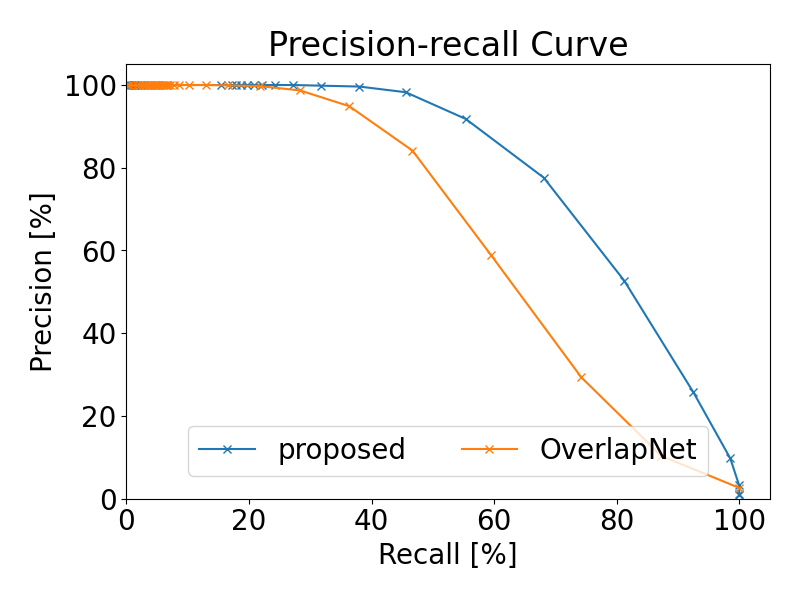 Precision-recall Curve
100
80
60
40
20
0
Precision [%]
proposed OverlapNet
0 20 40 60 80 100
Recall [%]